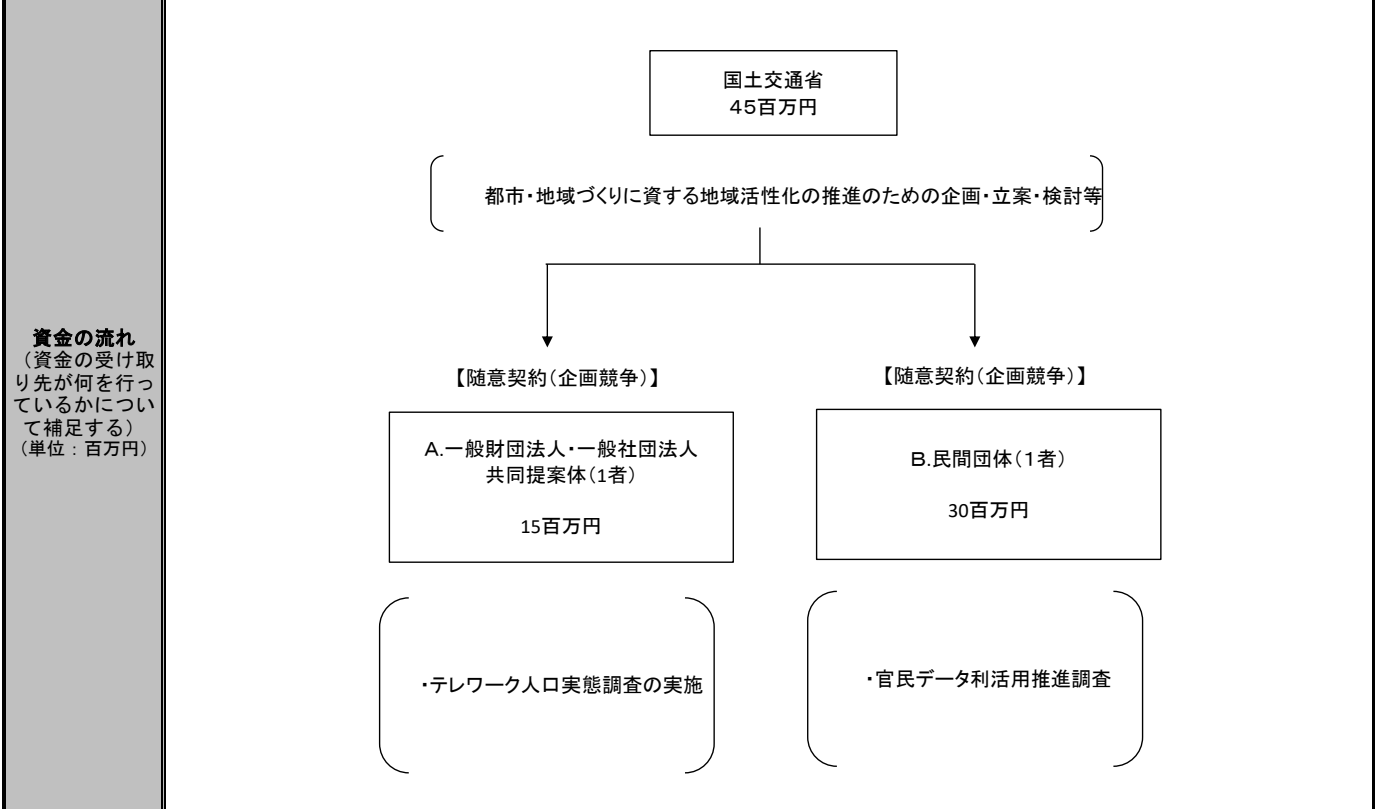 資金の流れ
（資金の受け取
り先が何を行っ
ているかについ
て補足する）
（単位：百万円）
国土交通省
４５百万円
都市・地域づくりに資する地域活性化の推進のための企画・立案・検討等
【随意契約（企画競争）】
A.一般財団法人・一般社団法人
共同提案体（1者）
15百万円
・テレワーク人口実態調査の実施
【随意契約（企画競争）】
Ｂ.民間団体（１者）
30百万円
・官民データ利活用推進調査